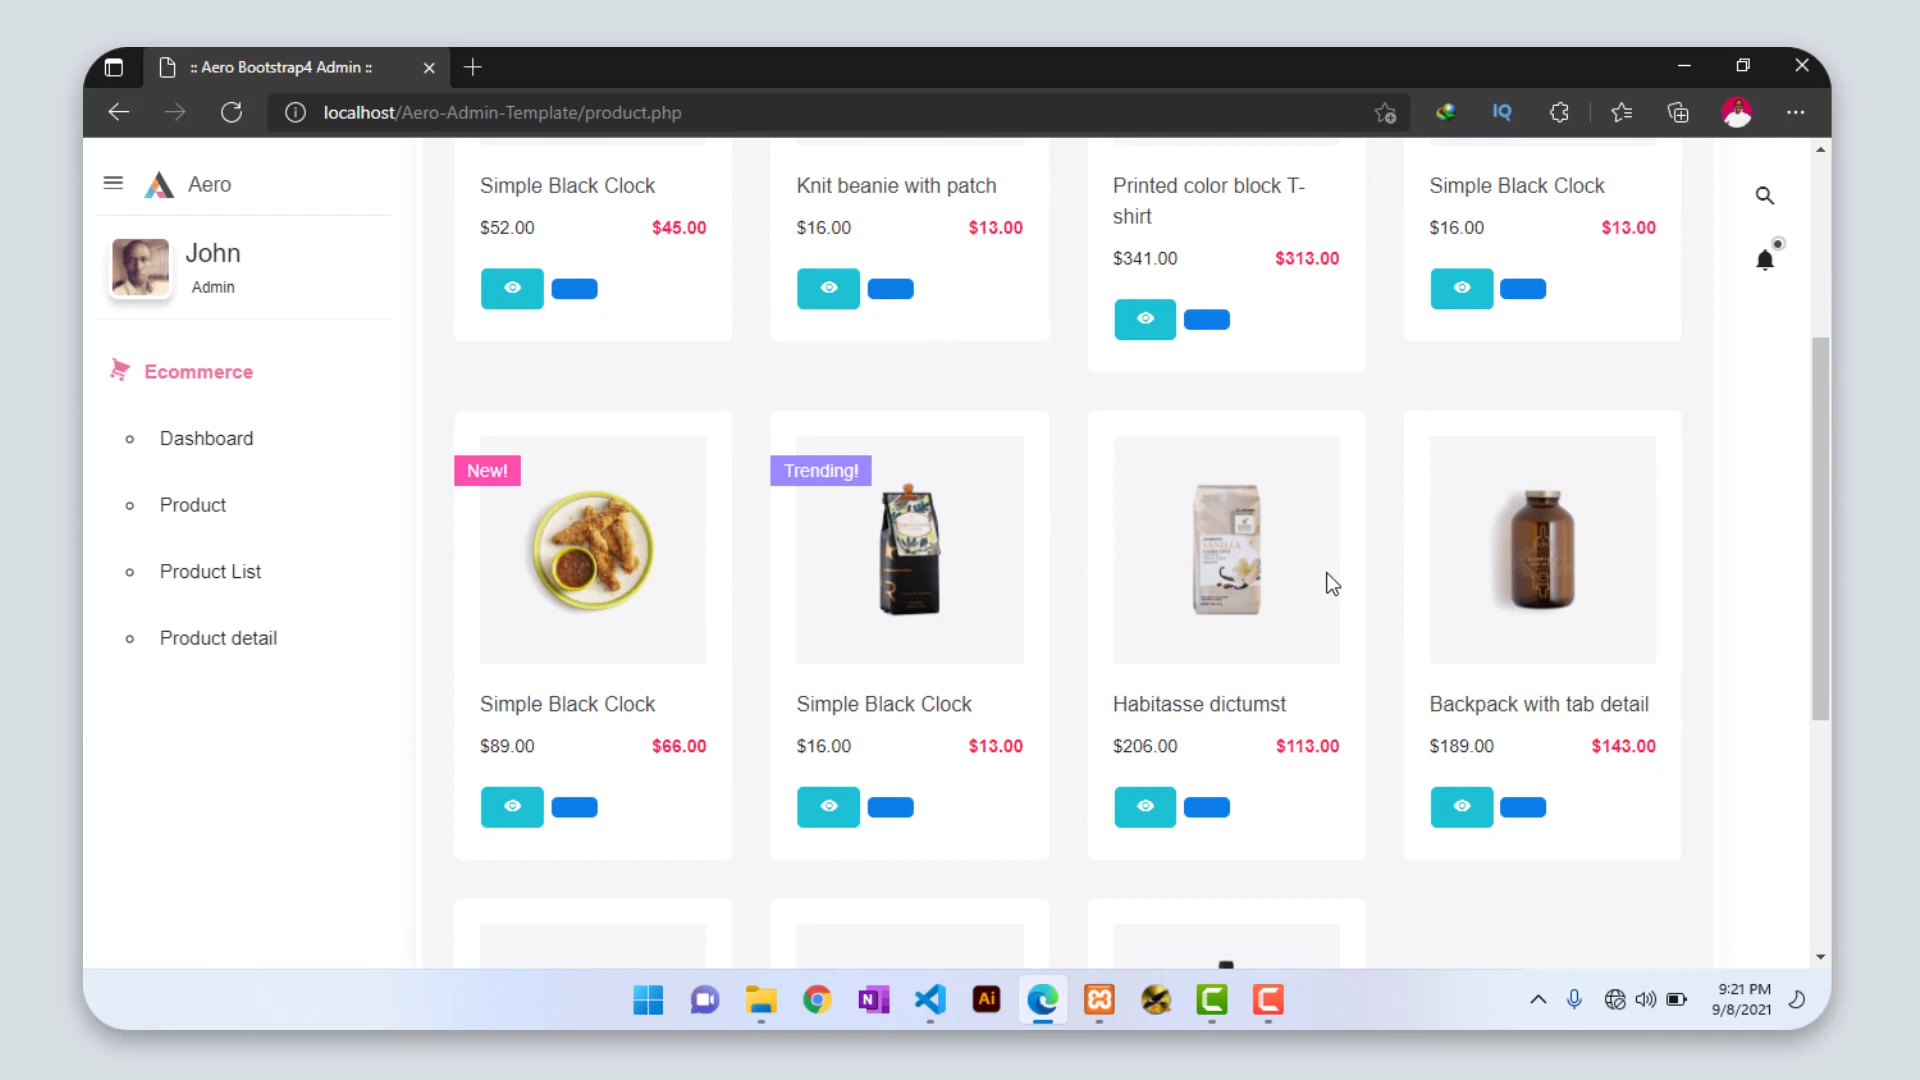 :: Aero Bootstrap4 Admin ::
localhost/Aero-Admin-Template/product.php
IQ
Aero
John
Admin
Ecommerce
Dashboard
Product
Product List
Product detail
Simple Black Clock
$52.00 $45.00
Knit beanie with patch
$16.00 $13.00
Printed color block T-
shirt
$341.00 $313.00
Simple Black Clock
$16.00 $13.00
New!
Simple Black Clock
$89.00 $66.00
Trending!
Simple Black Clock
$16.00 $13.00
VANILLA
Habitasse dictumst
$206.00 $113.00
Backpack with tab detail
$189.00 $143.00
N
Ai
9:21 PM
9/8/2021